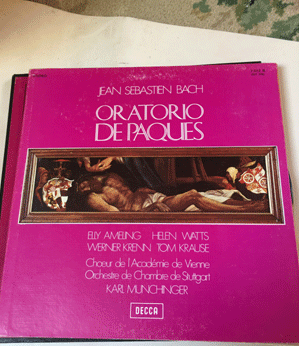 JEAN SEBASTIEN BACH
ORATORIO
DE PAQUES
ELLY AMELING HELEN WATTS
WERNER KRENN TOM KRAUSE
Chœur de l'Académie de Vienne
Orchestre de Chambre de Stuttgart
KARL MUNCHINGER
DECCA